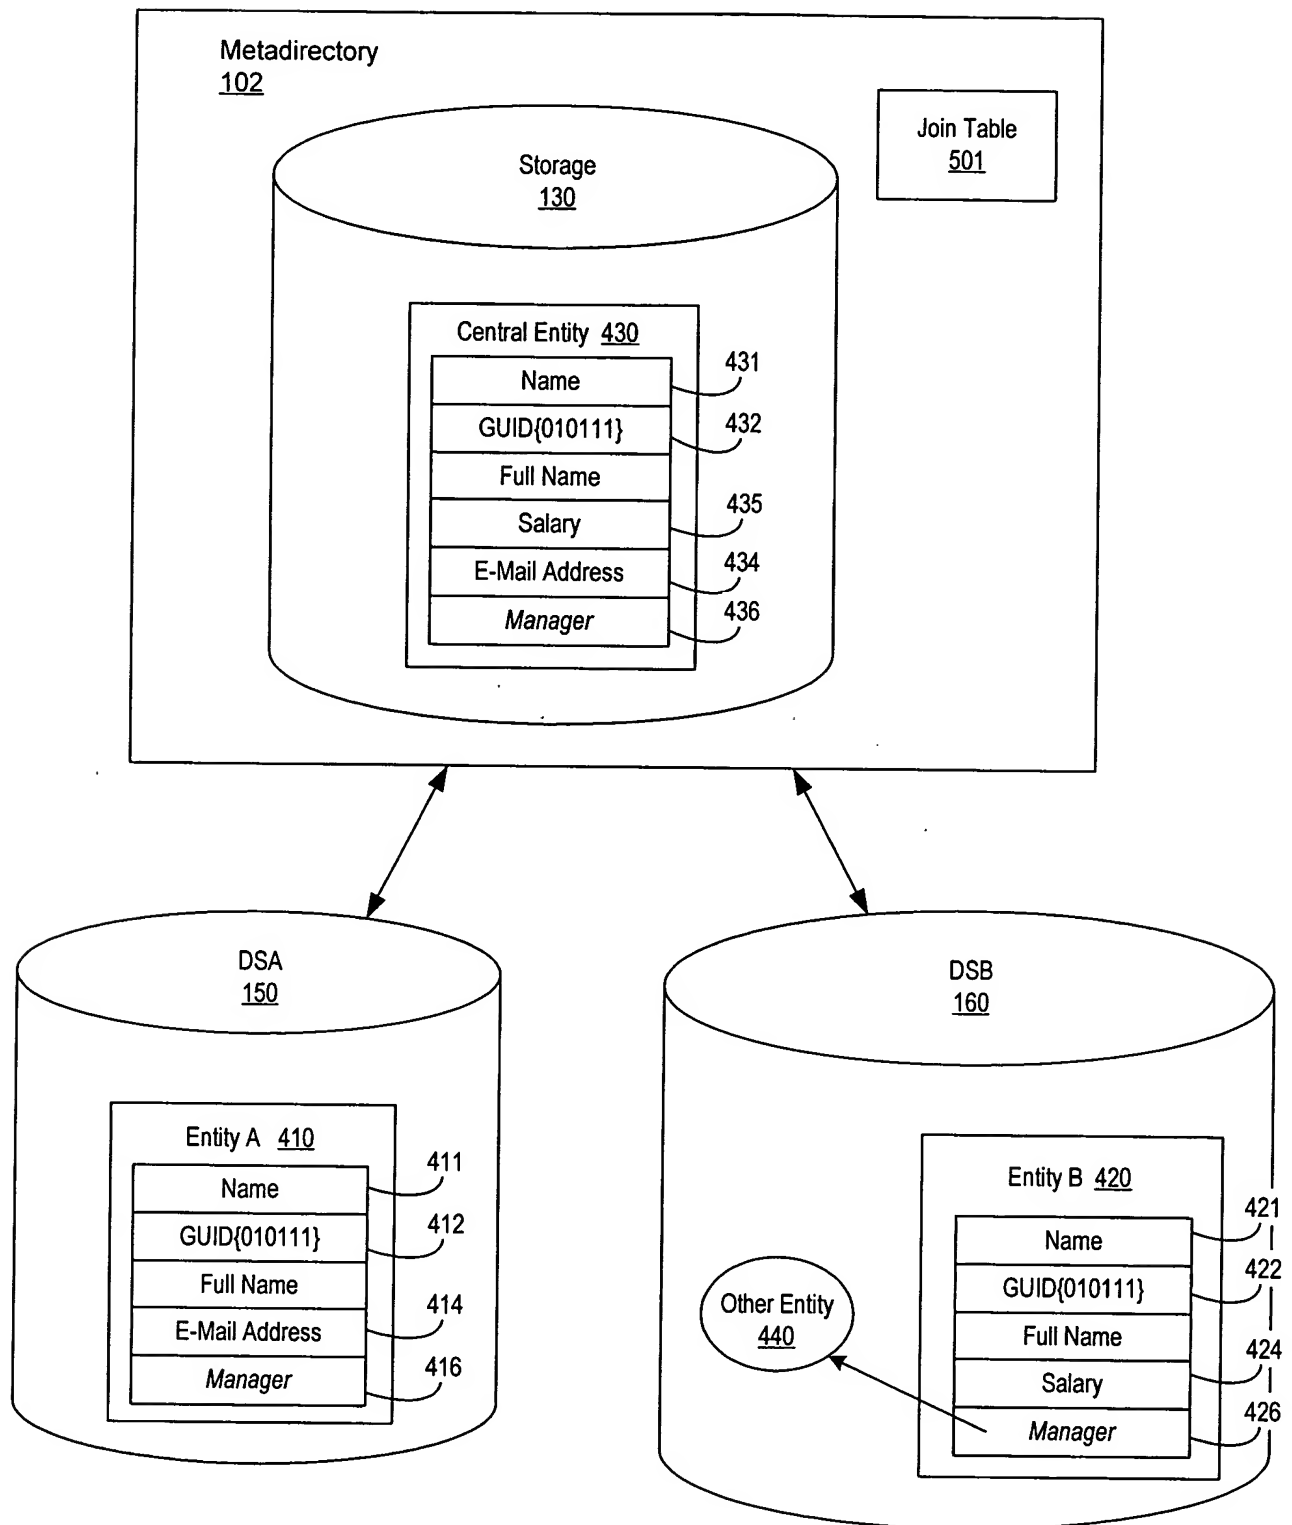 Metadirectory
102
Join Table
501
Storage
130
Central Entity 430
Name
431
GUID{010111}
432
Full Name
Salary
435
E-Mail Address
434
Manager
436
DSA
150
DSB
160
Entity A 410
Name
411
GUID{010111}
412
Full Name
E-Mail Address
414
Manager
416
Entity B 420
Name
421
GUID{010111}
422
Full Name
Salary
424
Manager
426
Other Entity
440